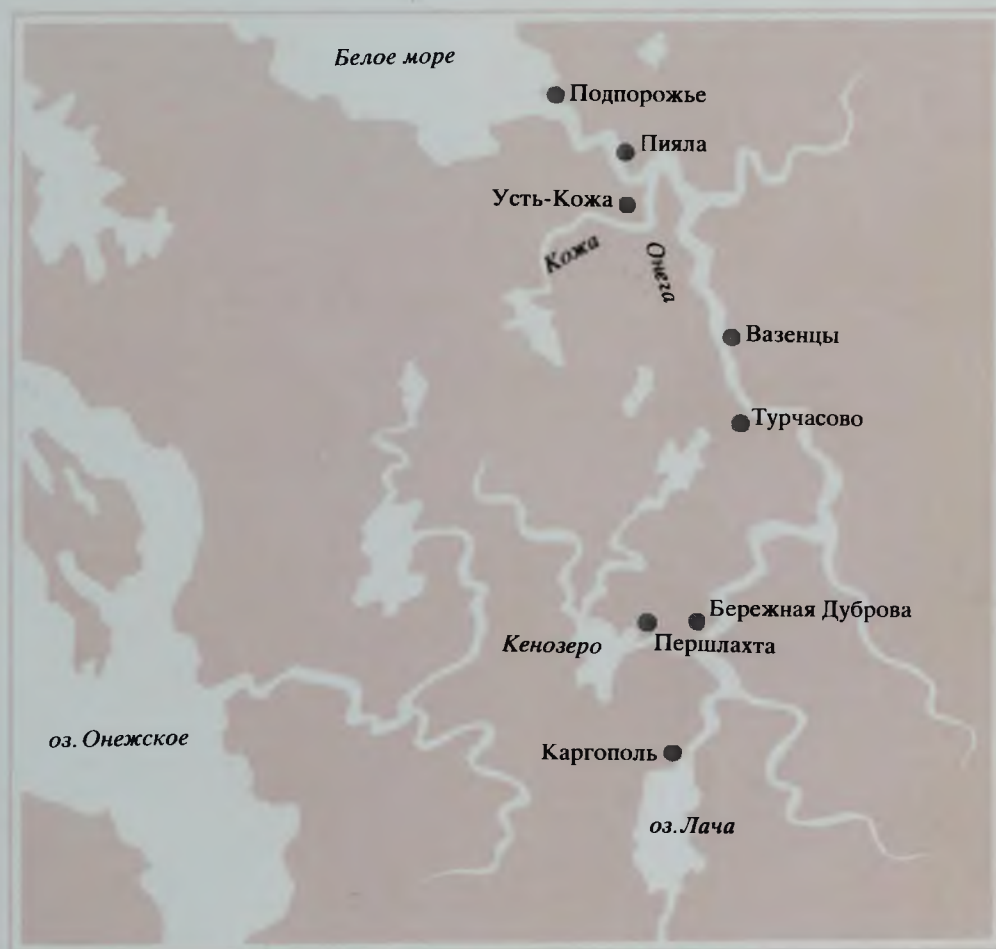 Белое море
Подпорожье
Пияла
Усть-Кожа
Кожа
Онега
Вазенцы
Турчасово
Бережная Дуброва
Кенозеро
Першлахта
оз. Онежское
Каргополь
оз.Лача